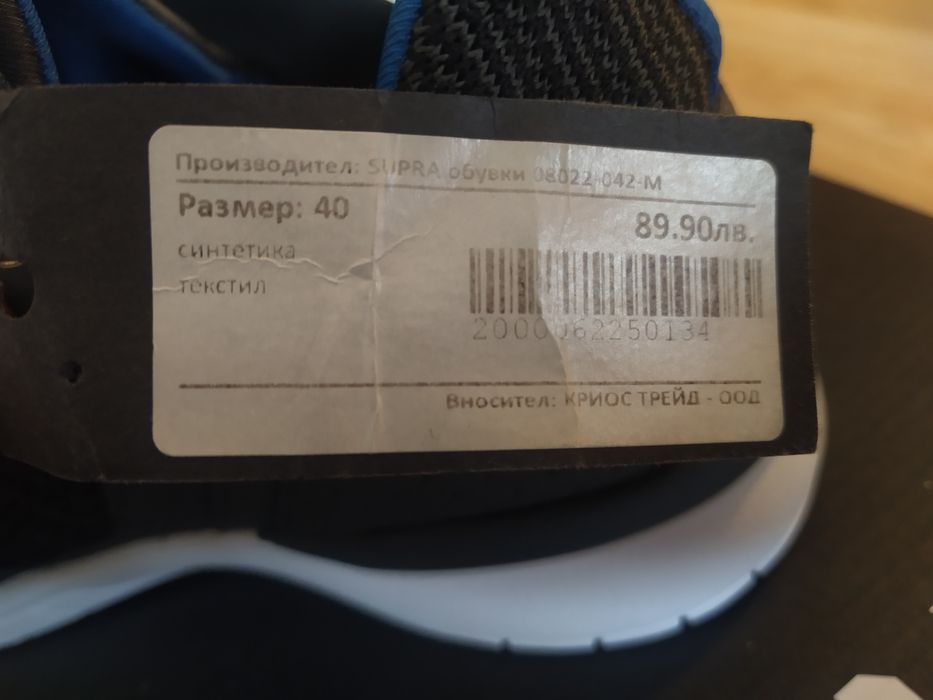 Производител: SUPRA обувки 08022-042-M
Размер: 40
89.90лв.
синтетика
текстил
2000062250134
Вносител: КРИОС ТРЕЙД - ООД